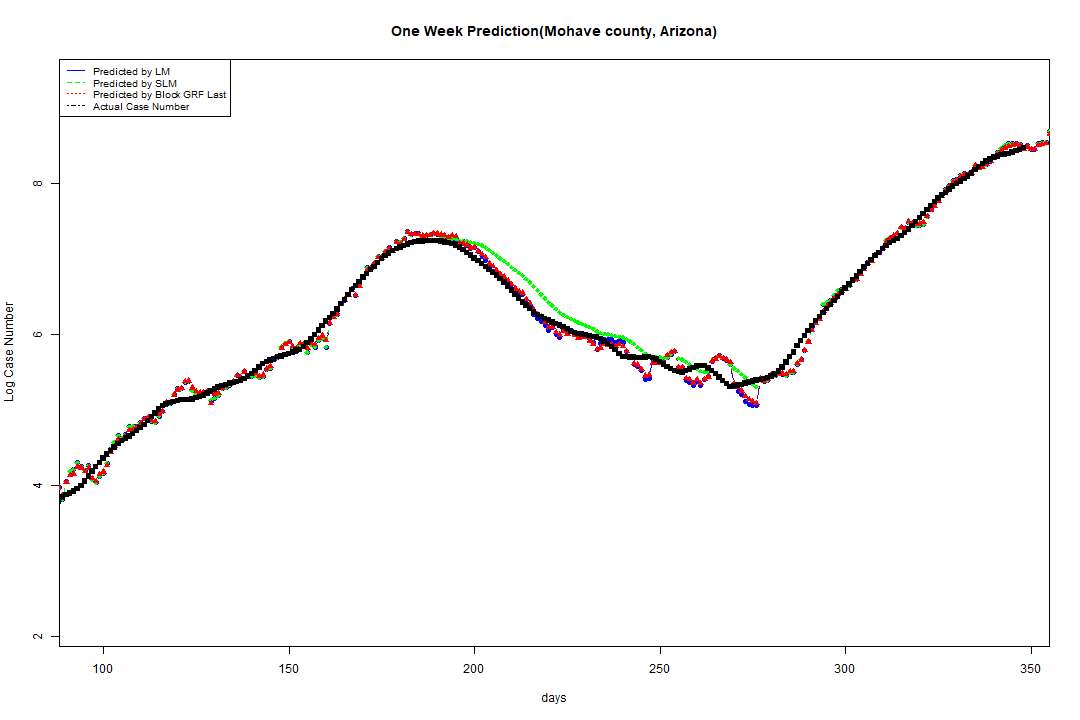 One Week Prediction(Mohave county, Arizona)
Predicted by LM
Predicted by SLM
Predicted by Block GRF Last
Actual Case Number
Log Case Number
8
6
4
2
100 150 200 250 300 350
days